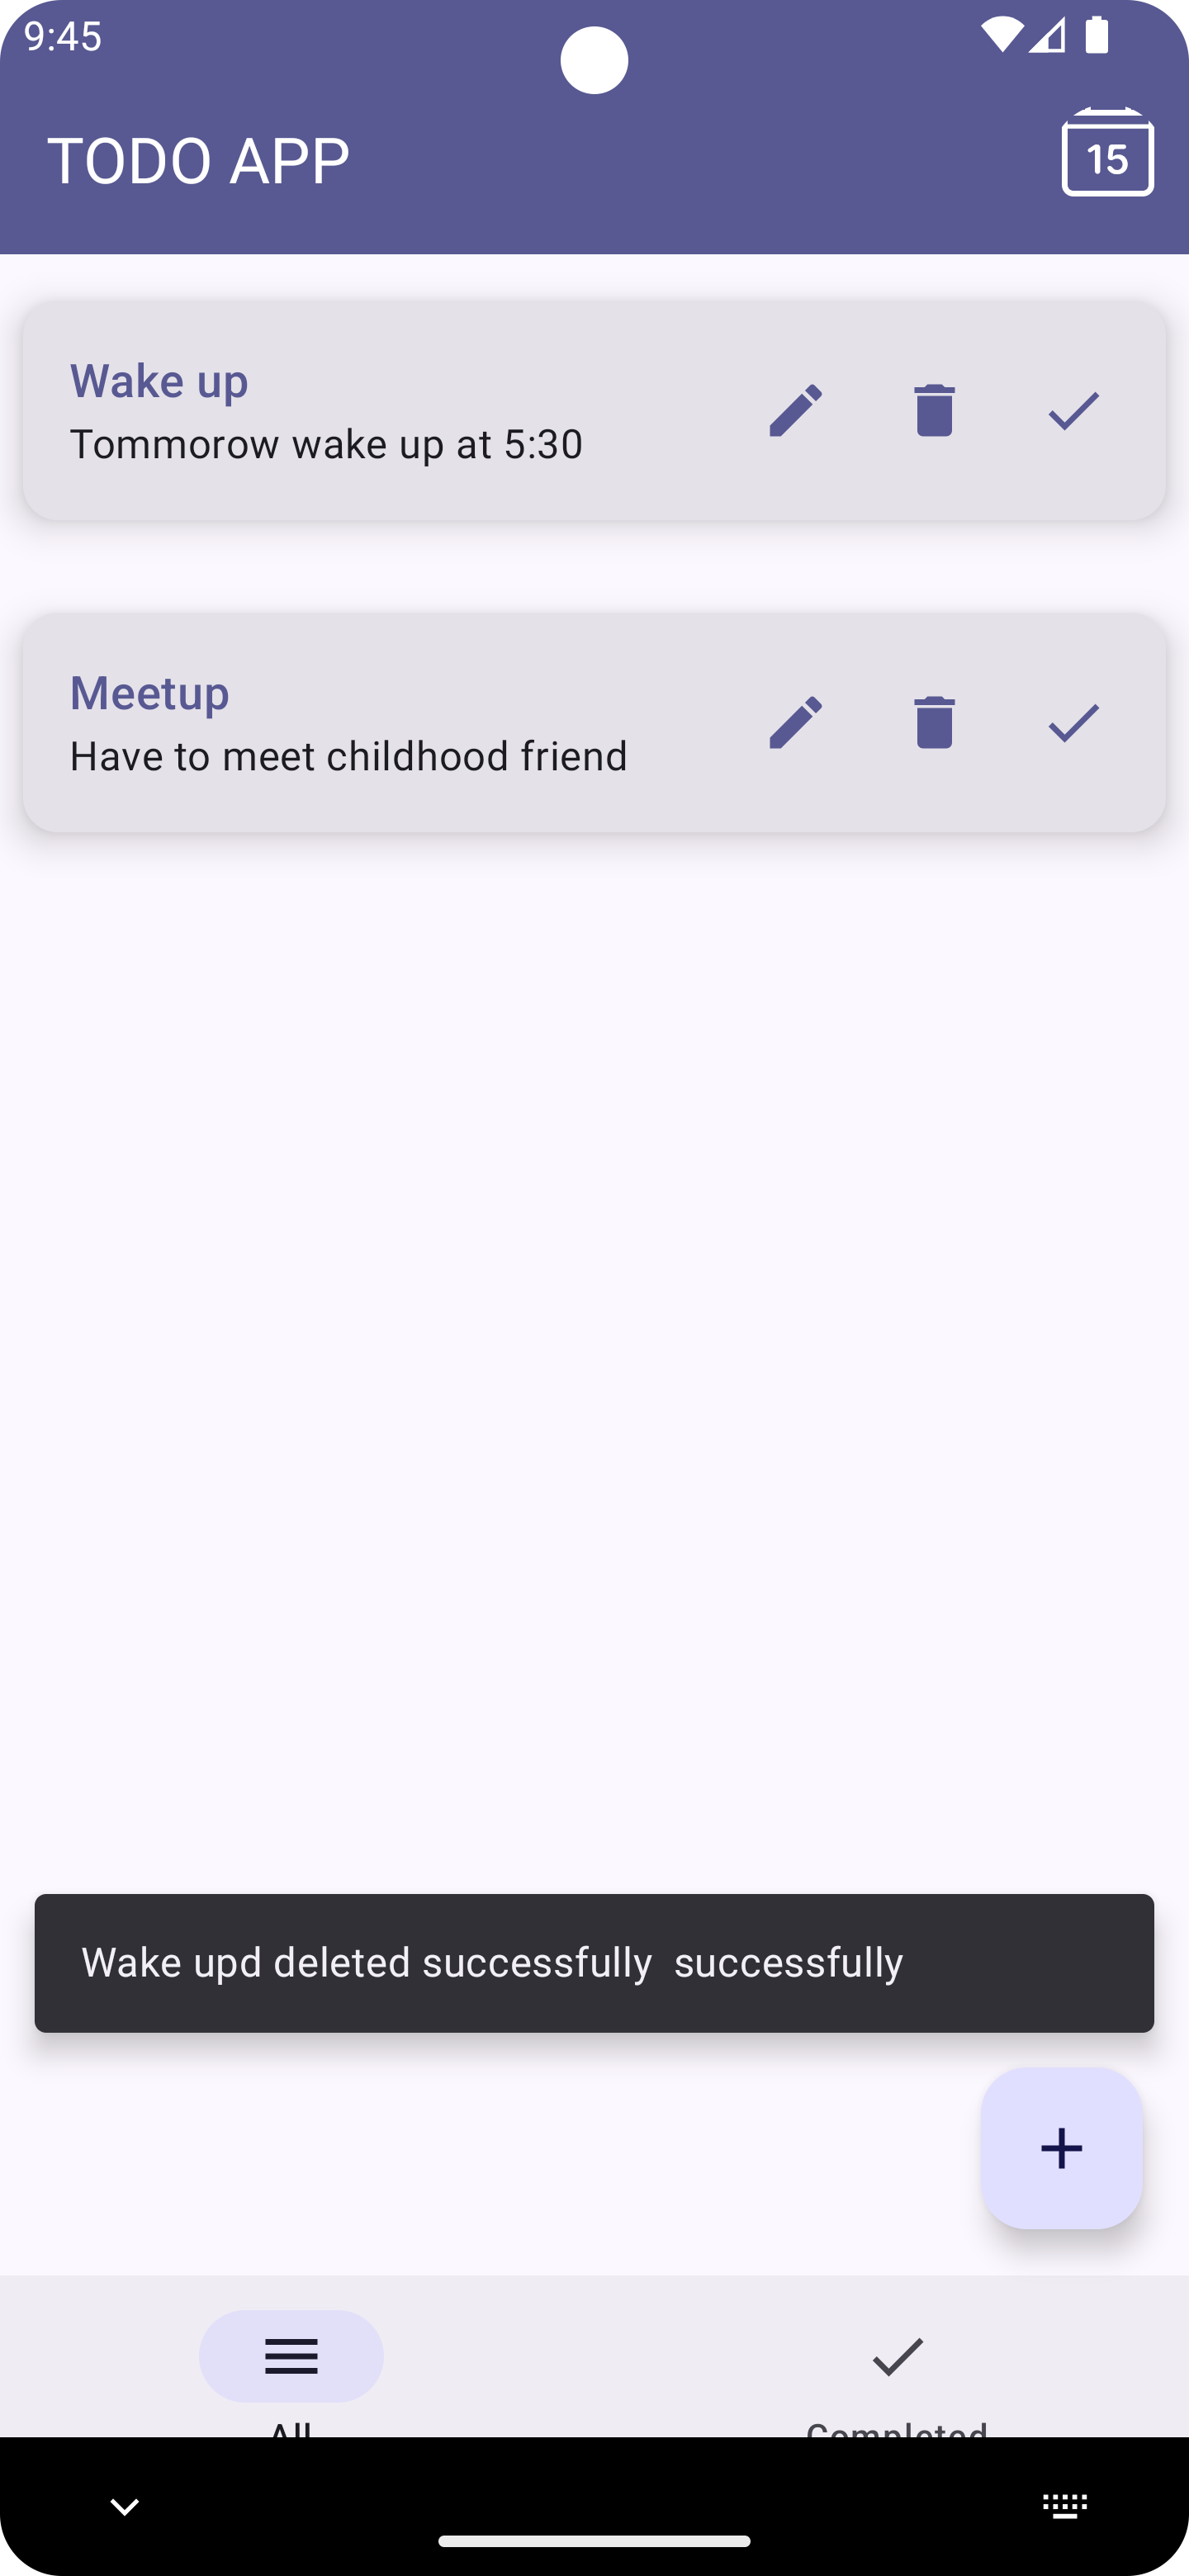 9:45
TODO APP
15
Wake up
Tommorow wake up at 5:30
Meetup
Have to meet childhood friend
Wake upd deleted successfully  successfully
All
Completed